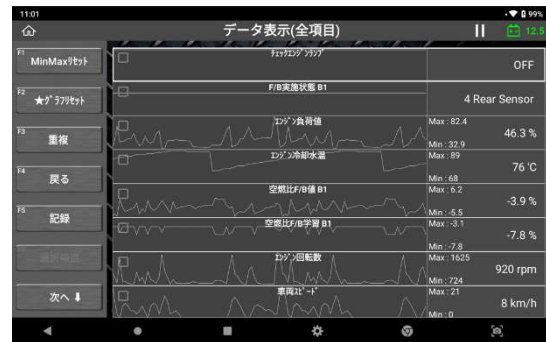 11:01
99%
データ表示(全項目)
12.5
F1
MinMaxﾘｾｯﾄ
F2
★ｸﾞﾗﾌﾘｾｯﾄ
F3
重複
F4
戻る
F5
記録
次へ ⬇
ﾁｪｯｸｴﾝｼﾞﾝﾗﾝﾌﾟ
OFF
F/B実施状態 B1
4 Rear Sensor
ｴﾝｼﾞﾝ負荷値
Max : 82.4
46.3 %
Min : 32.9
ｴﾝｼﾞﾝ冷却水温
Max : 89
76 'C
Min : 68
空燃比F/B値 B1
Max : 6.2
-3.9 %
Min : -5.5
空燃比F/B学習 B1
Max : -3.1
-7.8 %
Min : -7.8
ｴﾝｼﾞﾝ回転数
Max : 1625
920 rpm
Min : 724
車両ｽﾋﾟｰﾄﾞ
Max : 21
8 km/h
Min : 0